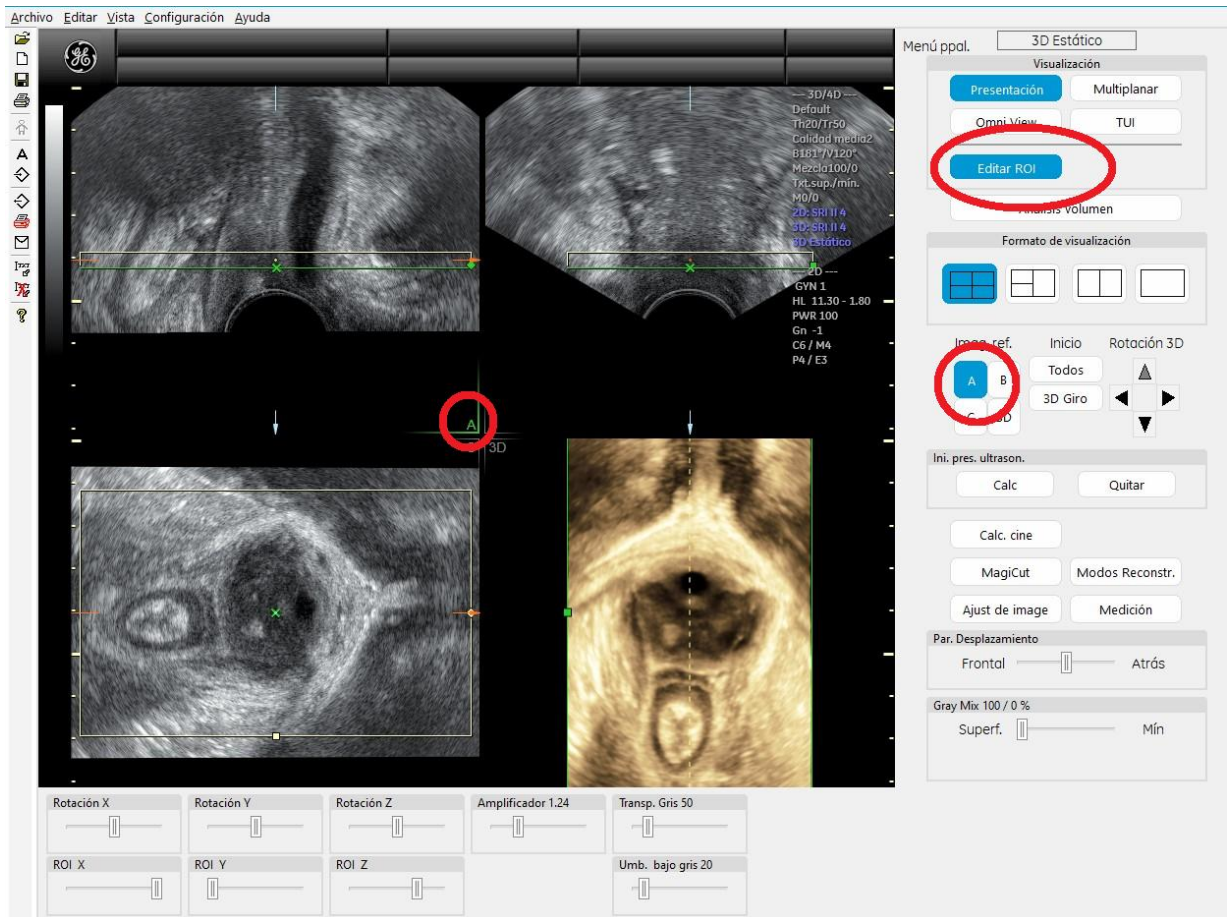 Archivo Editar Vista Configuración Ayuda
GE
--- 3D/4D ---
Default
Th20/Tr50
Calidad media2
B181°/V120°
Mezcla100/0
Txt.sup./min.
M0/0
2D: SRI II 4
3D: SRI II 4
3D Estático
--- 2D ---
GYN 1
HL 11.30 - 1.80
PWR 100
Gn -1
C6 / M4
P4 / E3
A
C 3D
Menú ppal. 3D Estático
Visualización
Presentación Multiplanar
Omni View TUI
Editar ROI
Análisis Volumen
Formato de visualización
Imag. ref. Inicio Rotación 3D
A B Todos
C 3D 3D Giro
Ini. pres. ultrason.
Calc Quitar
Calc. cine
MagiCut Modos Reconstr.
Ajust de image Medición
Par. Desplazamiento
Frontal Atrás
Gray Mix 100 / 0 %
Superf. Mín
Rotación X Rotación Y Rotación Z Amplificador 1.24 Transp. Gris 50
ROI X ROI Y ROI Z Umb. bajo gris 20